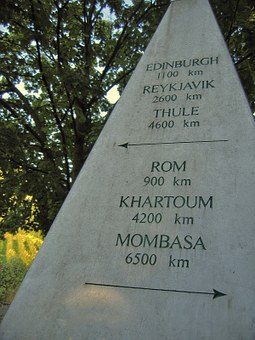 EDINBURGH
1100 km
REYKJAVIK
2600 km
THULE
4600 km
ROM
900 km
KHARTOUM
4200 km
MOMBASA
6500 km